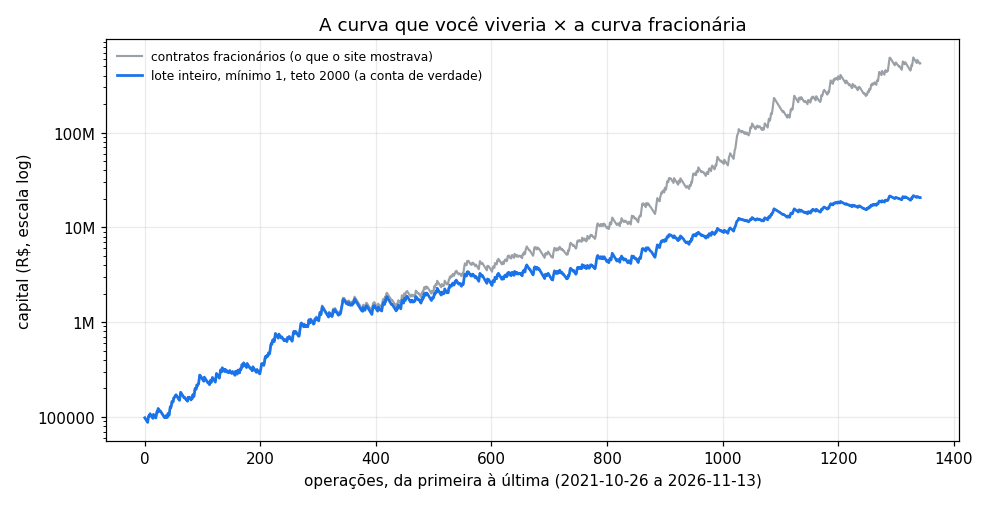 A curva que você viveria × a curva fracionária
contratos fracionários (o que o site mostrava)
lote inteiro, mínimo 1, teto 2000 (a conta de verdade)
capital (R$, escala log)
100M
10M
1M
100000
0 200 400 600 800 1000 1200 1400
operações, da primeira à última (2021-10-26 a 2026-11-13)